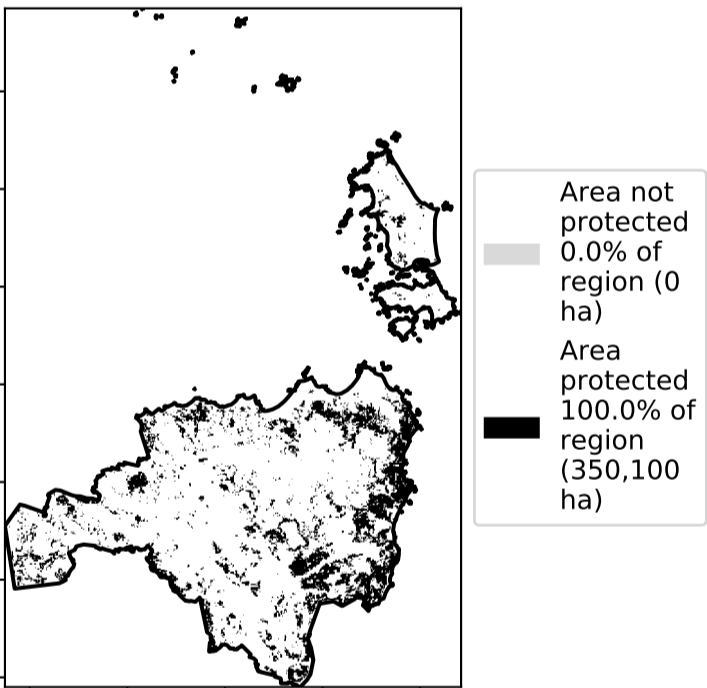 Area not
protected
0.0% of
region (0
ha)
Area
protected
100.0% of
region
(350,100
ha)